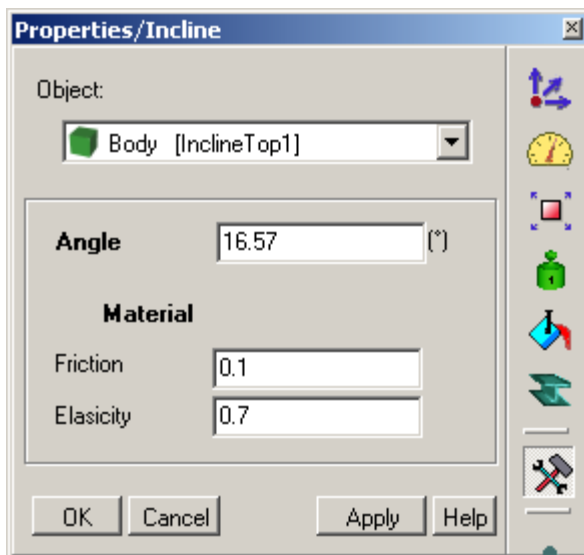 Properties/Incline
Object:
Body [InclineTop1]
Angle 16.57 (°)
Material
Friction 0.1
Elasicity 0.7
OK Cancel Apply Help
1